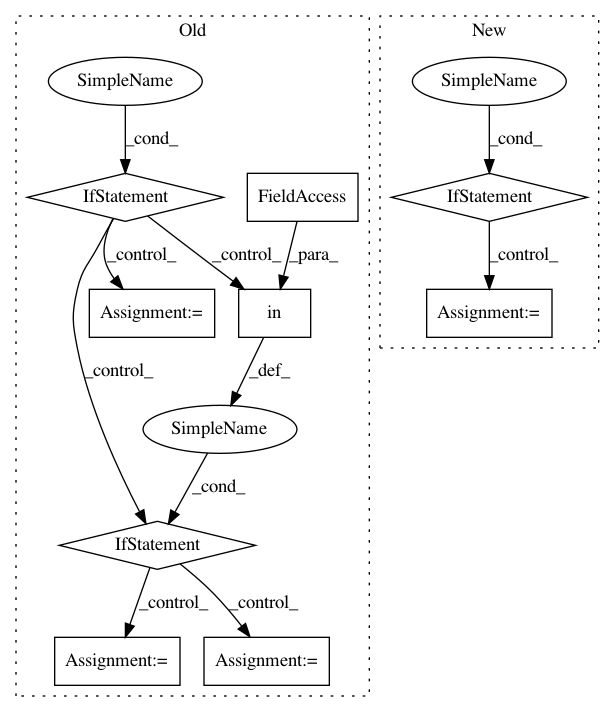 Old
New
SimpleName
SimpleName
_cond_
_cond_
IfStatement
FieldAccess
IfStatement
_control_
_control_
_para_
_control_
Assignment:=
in
Assignment:=
_control_
_def_
SimpleName
_cond_
IfStatement
_control_
_control_
Assignment:=
Assignment:=